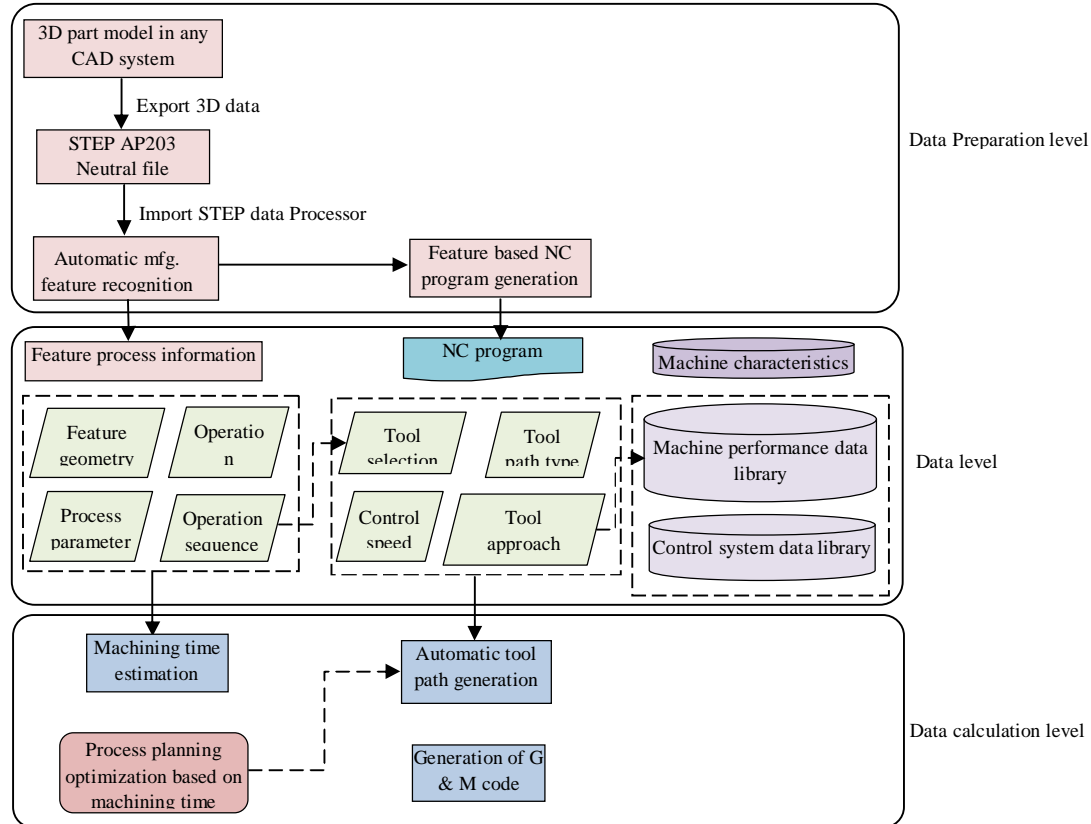 3D part model in any
CAD system
Export 3D data
STEP AP203
Neutral file
Data Preparation level
Import STEP data Processor
Automatic mfg.
feature recognition
Feature based NC
program generation
Feature process information
NC program
Machine characteristics
Feature
geometry
Operatio
n
Tool
selection
Tool
path type
Machine performance data
library
Data level
Process
parameter
Operation
sequence
Control
speed
Tool
approach
Control system data library
Machining time
estimation
Automatic tool
path generation
Data calculation level
Process planning
optimization based on
machining time
Generation of G
& M code